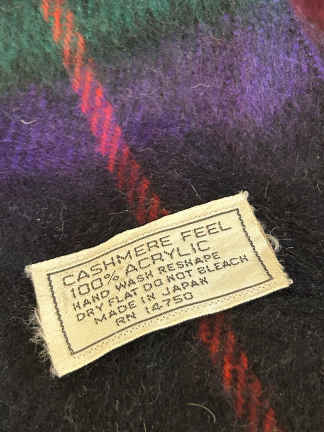 CASHMERE FEEL
100% ACRYLIC
HAND WASH RESHAPE
DRY FLAT DO NOT BLEACH
MADE IN JAPAN
RN 14750